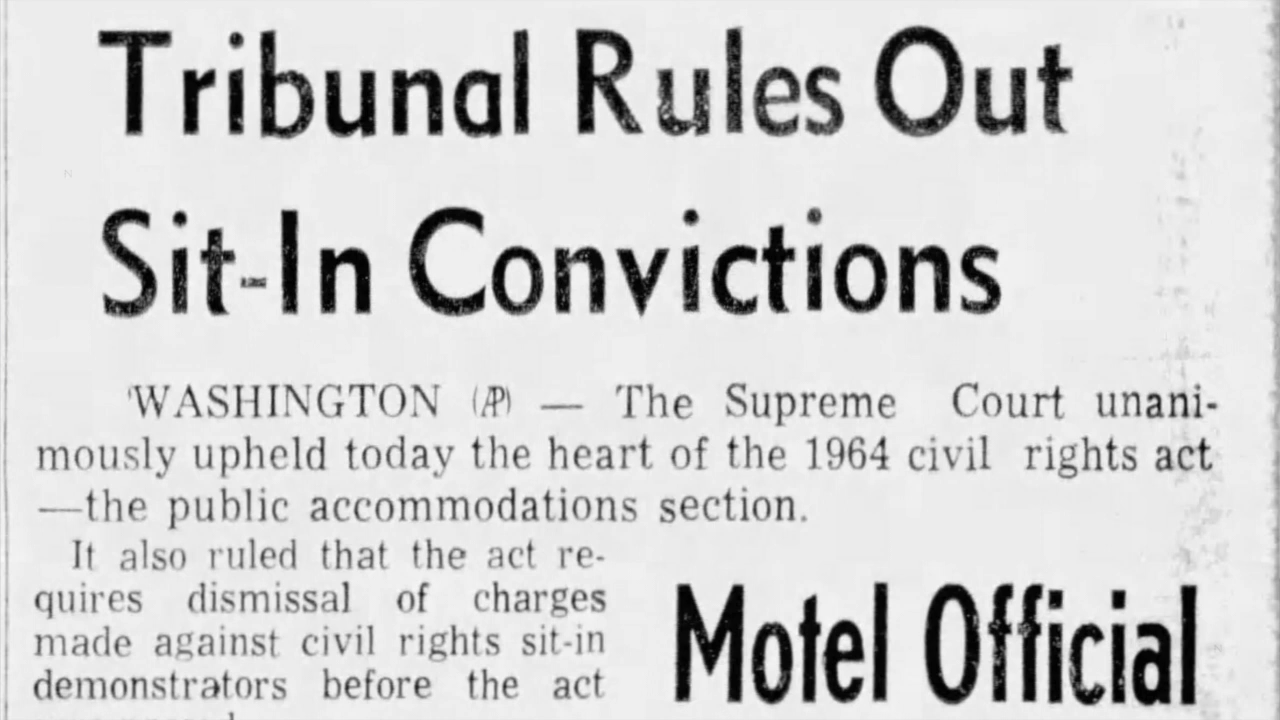 Tribunal Rules Out
Sit-In Convictions
WASHINGTON (AP) — The Supreme Court unani-
mously upheld today the heart of the 1964 civil rights act
—the public accommodations section.
It also ruled that the act re-
quires dismissal of charges
made against civil rights sit-in
demonstrators before the act
Motel Official